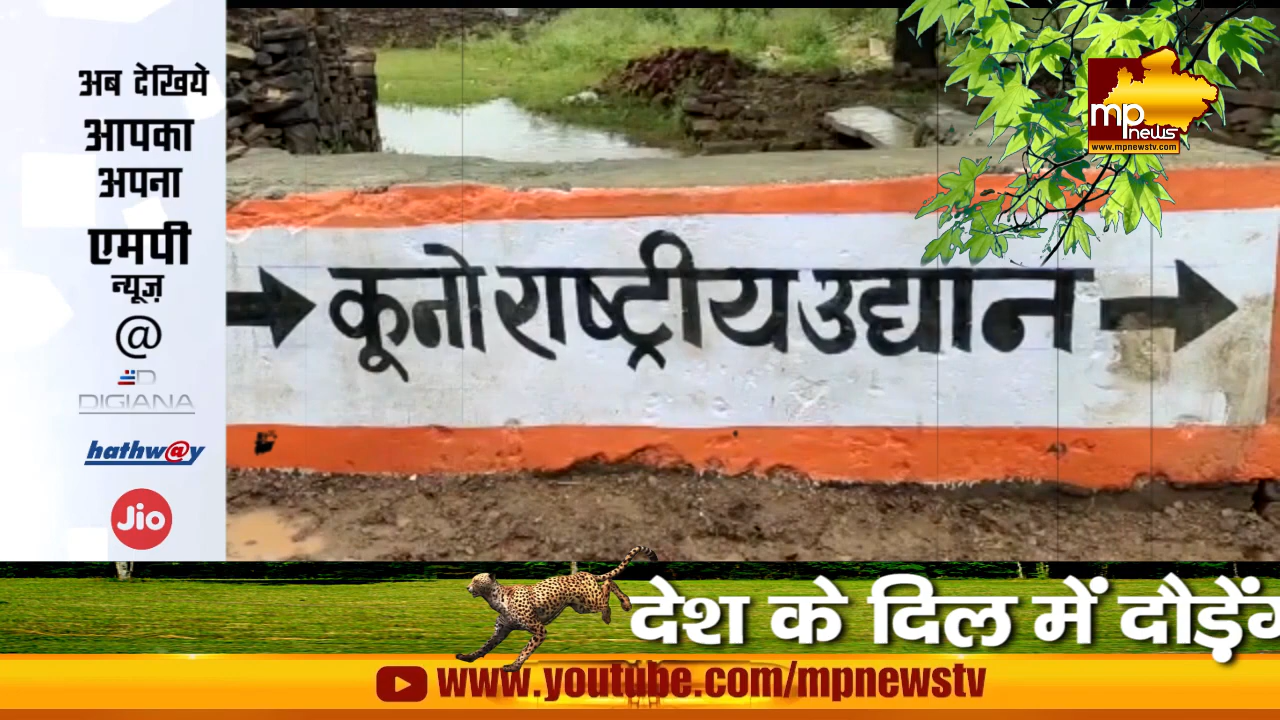 अब देखिये
आपका
अपना
एमपी
न्यूज़
@
DIGIANA
hathw@y
Jio
mp
news
www.mpnewstv.com
कूनो राष्ट्रीय उद्यान
देश के दिल में
www.youtube.com/mpnewstv